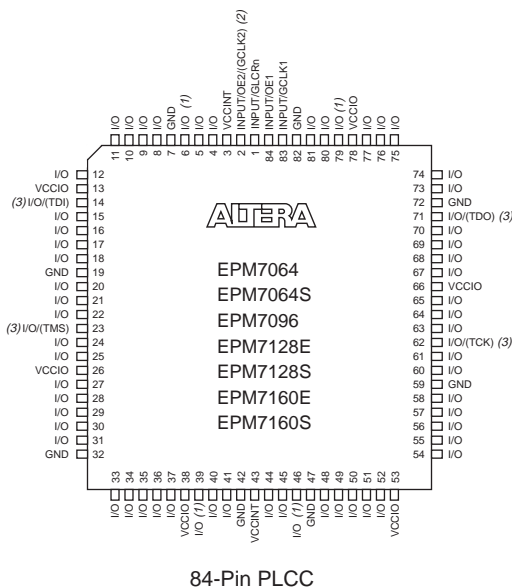 I/O 11
I/O 10
I/O 9
I/O 8
GND 7
I/O (1) 6
I/O 5
I/O 4
VCCINT 3
INPUT/OE2/(GCLK2) (2) 2
INPUT/GLCRn 1
INPUT/OE1 84
INPUT/GCLK1 83
GND 82
I/O 81
I/O 80
I/O (1) 79
VCCIO 78
I/O 77
I/O 76
I/O 75
I/O 12
VCCIO 13
(3) I/O/(TDI) 14
I/O 15
I/O 16
I/O 17
I/O 18
GND 19
I/O 20
I/O 21
I/O 22
(3) I/O/(TMS) 23
I/O 24
I/O 25
VCCIO 26
I/O 27
I/O 28
I/O 29
I/O 30
I/O 31
GND 32
ALTERA
EPM7064
EPM7064S
EPM7096
EPM7128E
EPM7128S
EPM7160E
EPM7160S
74 I/O
73 I/O
72 GND
71 I/O/(TDO) (3)
70 I/O
69 I/O
68 I/O
67 I/O
66 VCCIO
65 I/O
64 I/O
63 I/O
62 I/O/(TCK) (3)
61 I/O
60 I/O
59 GND
58 I/O
57 I/O
56 I/O
55 I/O
54 I/O
33 I/O
34 I/O
35 I/O
36 I/O
37 I/O
38 VCCIO
39 I/O (1)
40 I/O
41 I/O
42 GND
43 VCCINT
44 I/O
45 I/O
46 I/O (1)
47 GND
48 I/O
49 I/O
50 I/O
51 I/O
52 I/O
53 VCCIO
84-Pin PLCC